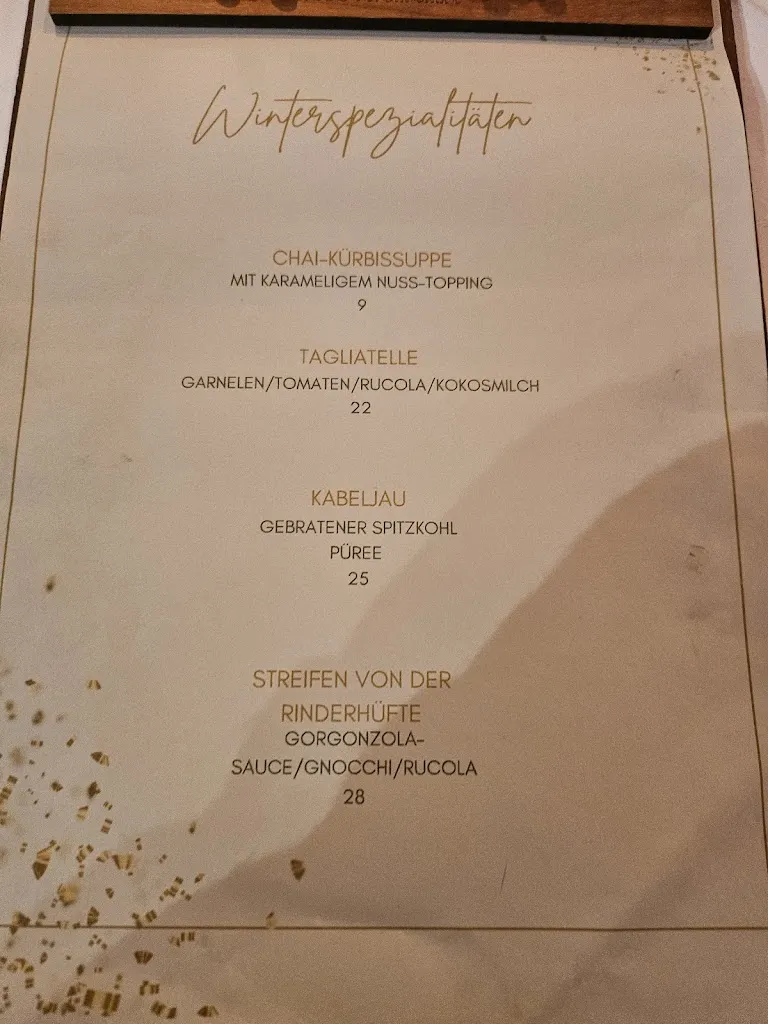 Winterspezialitäten
CHAI-KÜRBISSUPPE
MIT KARAMELIGEM NUSS-TOPPING
9
TAGLIATELLE
GARNELEN/TOMATEN/RUCOLA/KOKOSMILCH
22
KABELJAU
GEBRATENER SPITZKOHL
PÜREE
25
STREIFEN VON DER
RINDERHÜFTE
GORGONZOLA-
SAUCE/GNOCCHI/RUCOLA
28